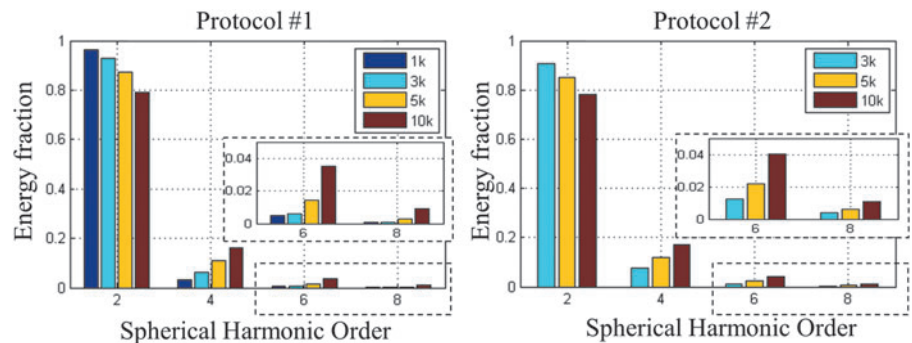 Protocol #1
Energy fraction
1
0.8
0.6
0.4
0.2
0
1k
3k
5k
10k
0.04
0.02
0
6
8
2
4
6
8
Spherical Harmonic Order
Protocol #2
Energy fraction
1
0.8
0.6
0.4
0.2
0
3k
5k
10k
0.04
0.02
0
6
8
2
4
6
8
Spherical Harmonic Order